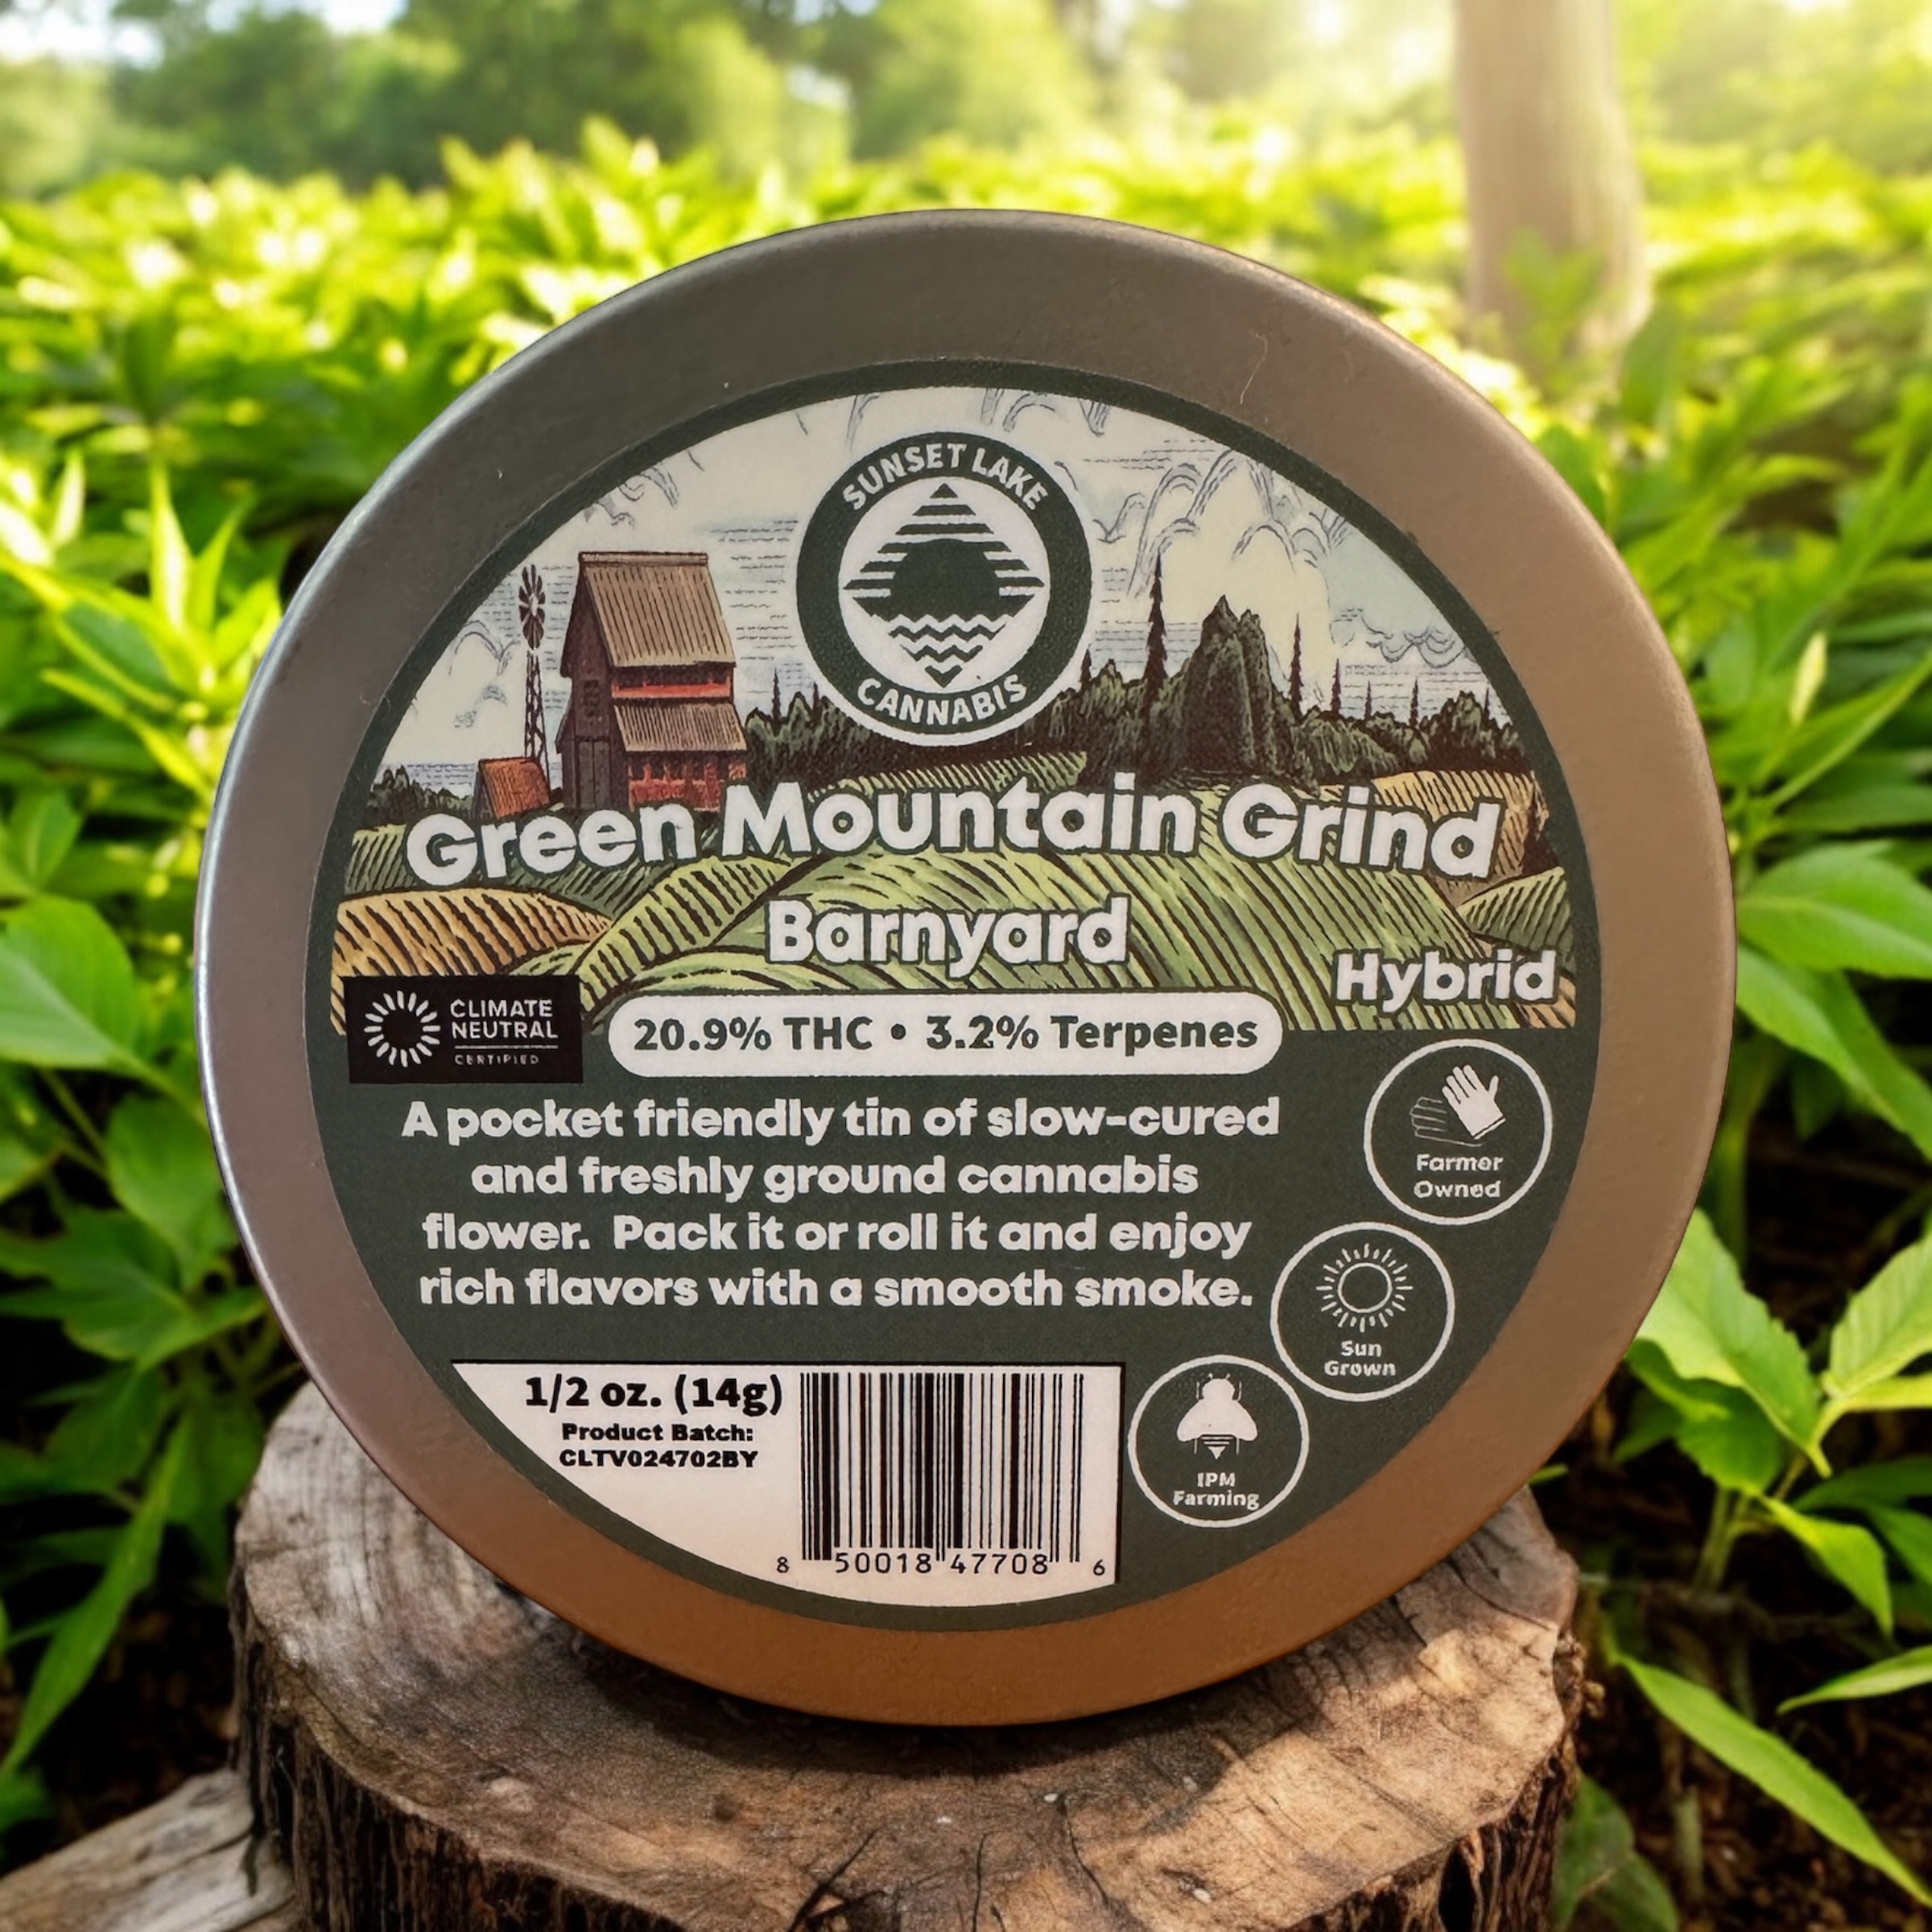 SUNSET LAKE
CANNABIS
Green Mountain Grind
Barnyard
Hybrid
CLIMATE
NEUTRAL
CERTIFIED
20.9% THC • 3.2% Terpenes
A pocket friendly tin of slow-cured
and freshly ground cannabis
flower. Pack it or roll it and enjoy
rich flavors with a smooth smoke.
Farmer
Owned
Sun
Grown
IPM
Farming
1/2 oz. (14g)
Product Batch:
CLTV024702BY
8 50018 47708 6